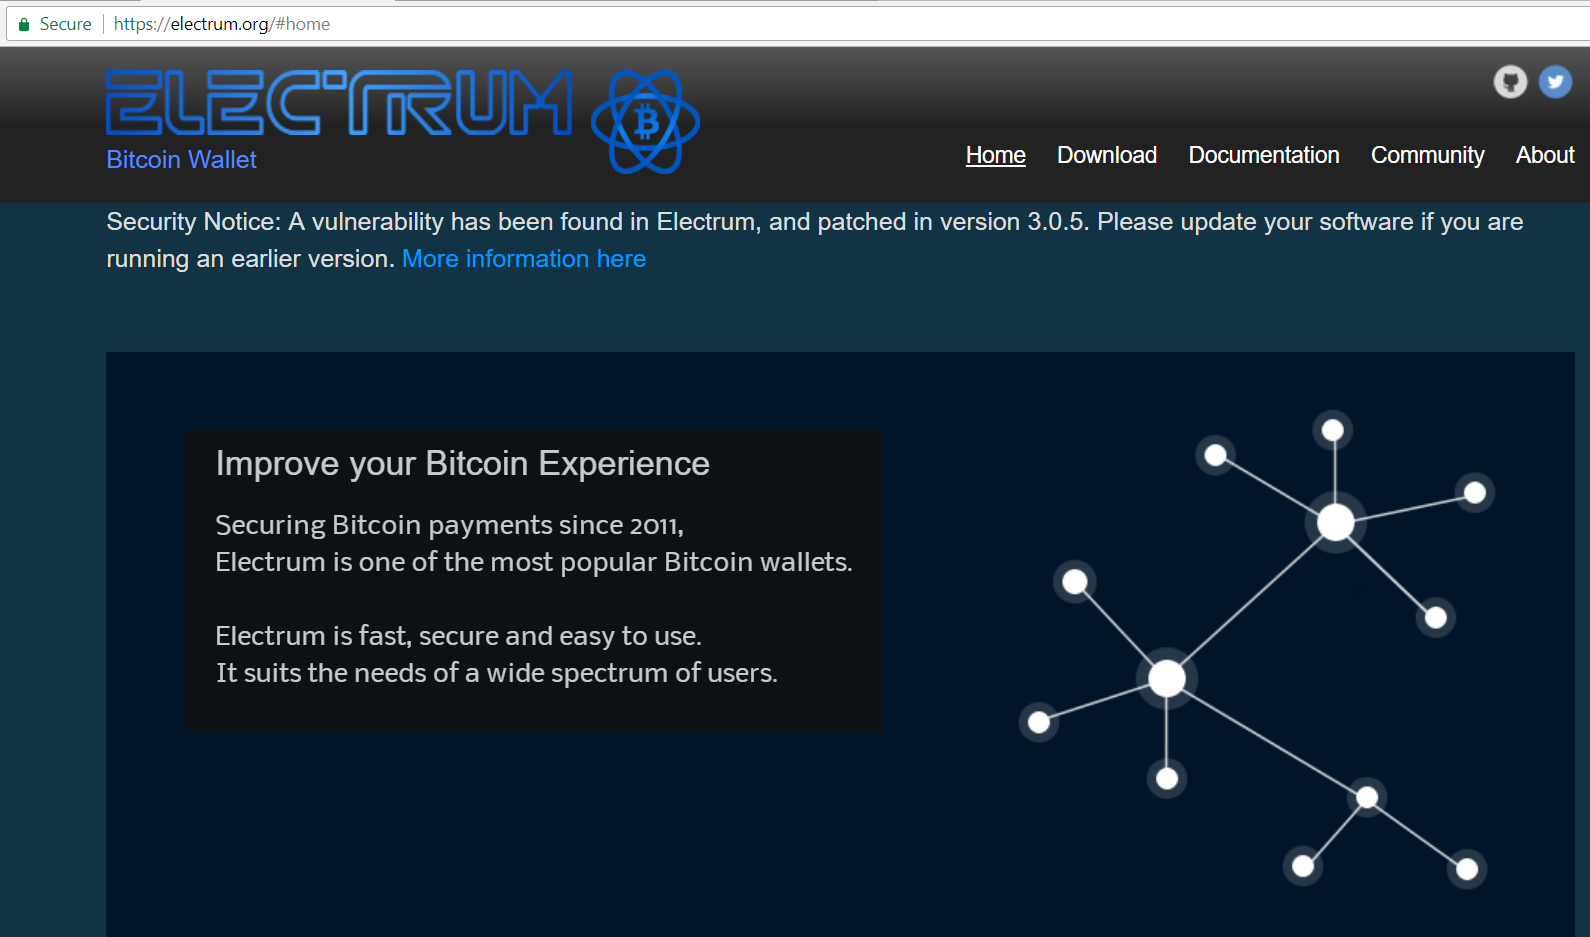 Secure https://electrum.org/#home
ELECTRUM
Bitcoin Wallet
Home Download Documentation Community About
Security Notice: A vulnerability has been found in Electrum, and patched in version 3.0.5. Please update your software if you are
running an earlier version. More information here
Improve your Bitcoin Experience
Securing Bitcoin payments since 2011,
Electrum is one of the most popular Bitcoin wallets.
Electrum is fast, secure and easy to use.
It suits the needs of a wide spectrum of users.